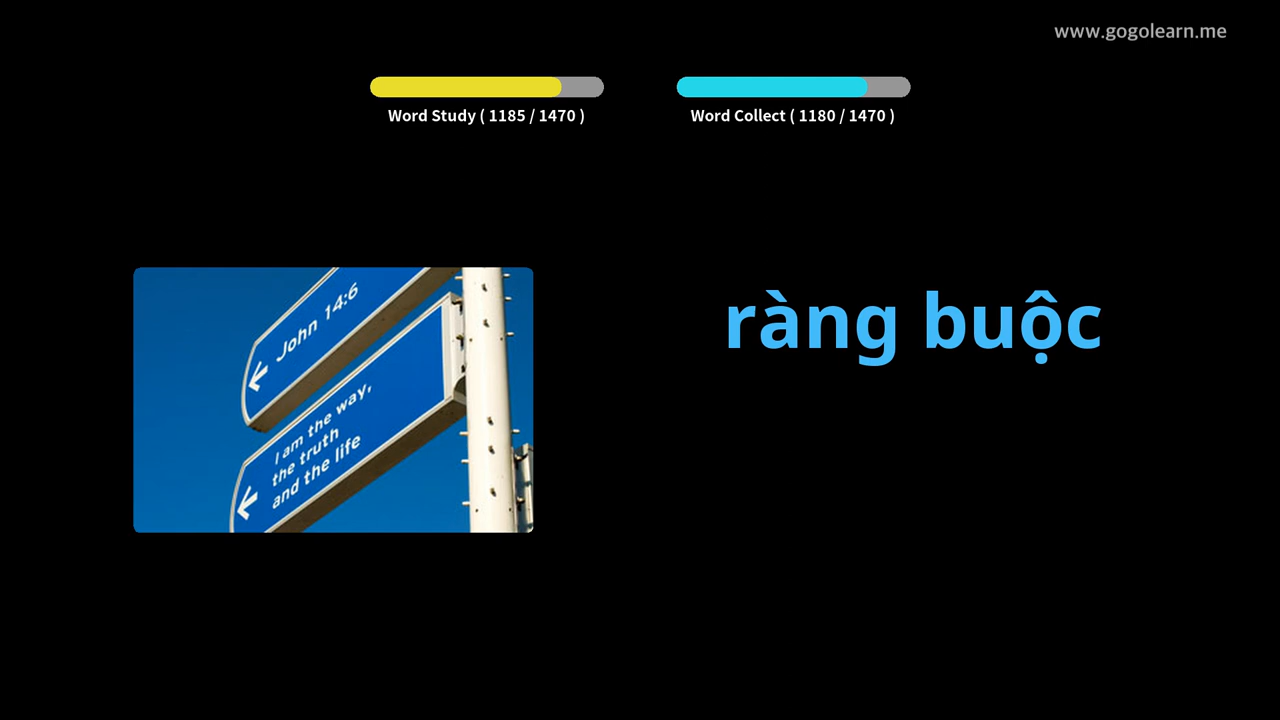 www.gogolearn.me
Word Study ( 1185 / 1470 )
Word Collect ( 1180 / 1470 )
John 14:6
I am the way,
the truth
and the life
ràng buộc